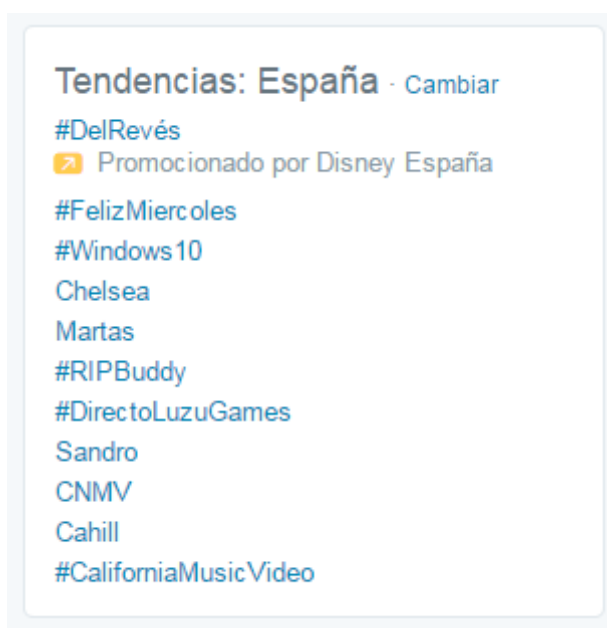 Tendencias: España · Cambiar
#DelRevés
Promocionado por Disney España
#FelizMiercoles
#Windows10
Chelsea
Martas
#RIPBuddy
#DirectoLuzuGames
Sandro
CNMV
Cahill
#CaliforniaMusicVideo